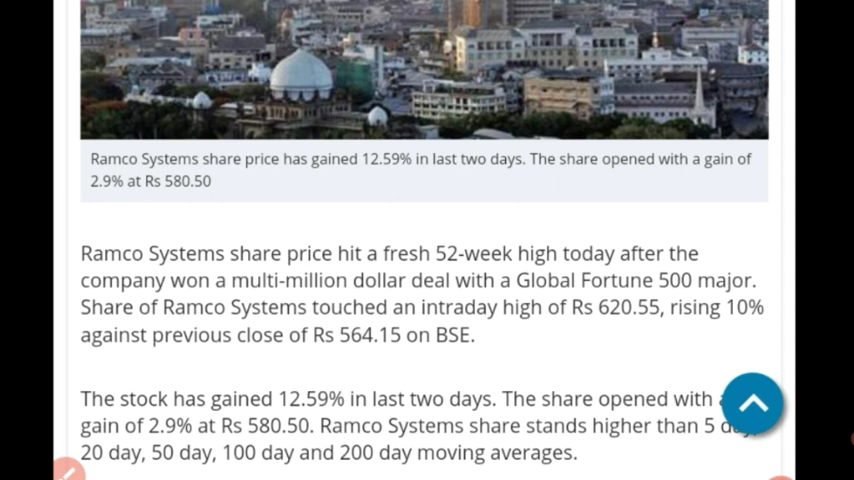 Ramco Systems share price has gained 12.59% in last two days. The share opened with a gain of
2.9% at Rs 580.50
Ramco Systems share price hit a fresh 52-week high today after the
company won a multi-million dollar deal with a Global Fortune 500 major.
Share of Ramco Systems touched an intraday high of Rs 620.55, rising 10%
against previous close of Rs 564.15 on BSE.
The stock has gained 12.59% in last two days. The share opened with a
gain of 2.9% at Rs 580.50. Ramco Systems share stands higher than 5 day,
20 day, 50 day, 100 day and 200 day moving averages.